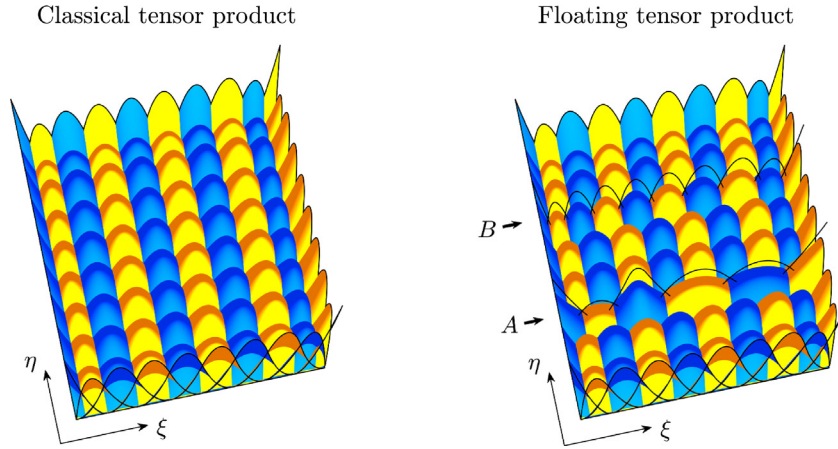 Classical tensor product
Floating tensor product
B
A
η
ξ
η
ξ